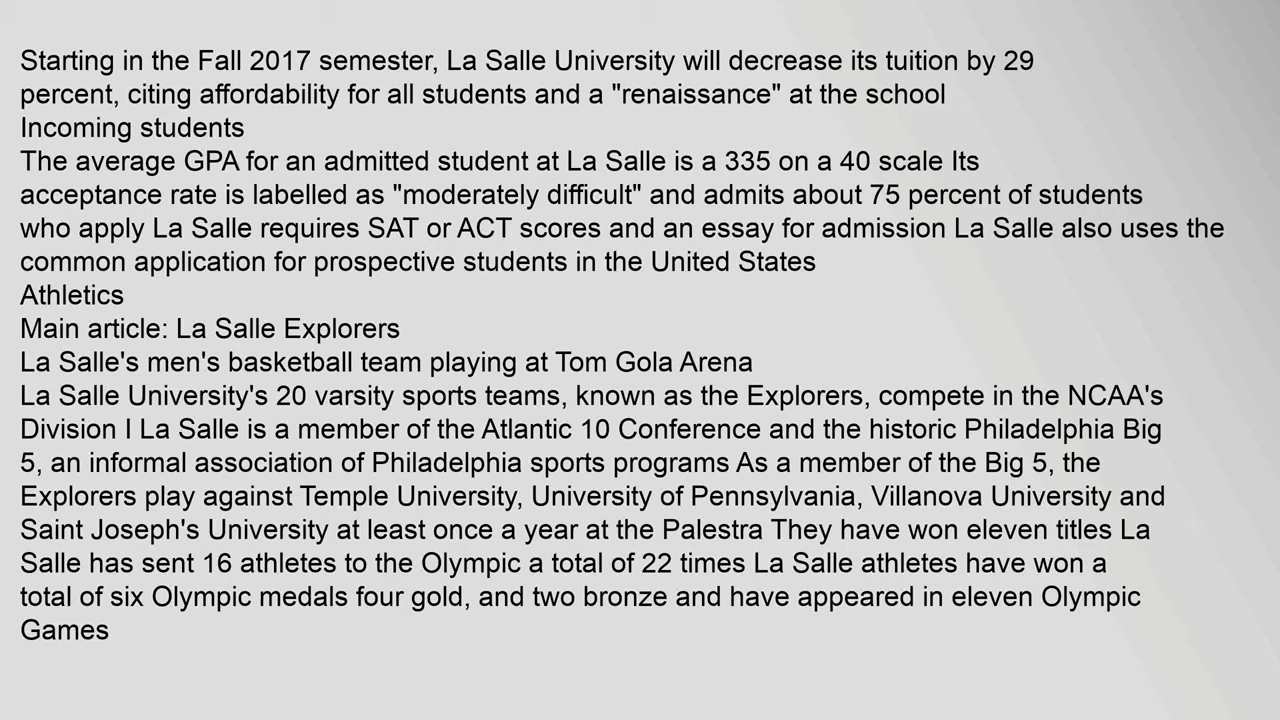 Starting in the Fall 2017 semester, La Salle University will decrease its tuition by 29
percent, citing affordability for all students and a "renaissance" at the school
Incoming students
The average GPA for an admitted student at La Salle is a 335 on a 40 scale Its
acceptance rate is labelled as "moderately difficult" and admits about 75 percent of students
who apply La Salle requires SAT or ACT scores and an essay for admission La Salle also uses the
common application for prospective students in the United States
Athletics
Main article: La Salle Explorers
La Salle's men's basketball team playing at Tom Gola Arena
La Salle University's 20 varsity sports teams, known as the Explorers, compete in the NCAA's
Division I La Salle is a member of the Atlantic 10 Conference and the historic Philadelphia Big
5, an informal association of Philadelphia sports programs As a member of the Big 5, the
Explorers play against Temple University, University of Pennsylvania, Villanova University and
Saint Joseph's University at least once a year at the Palestra They have won eleven titles La
Salle has sent 16 athletes to the Olympic a total of 22 times La Salle athletes have won a
total of six Olympic medals four gold, and two bronze and have appeared in eleven Olympic
Games